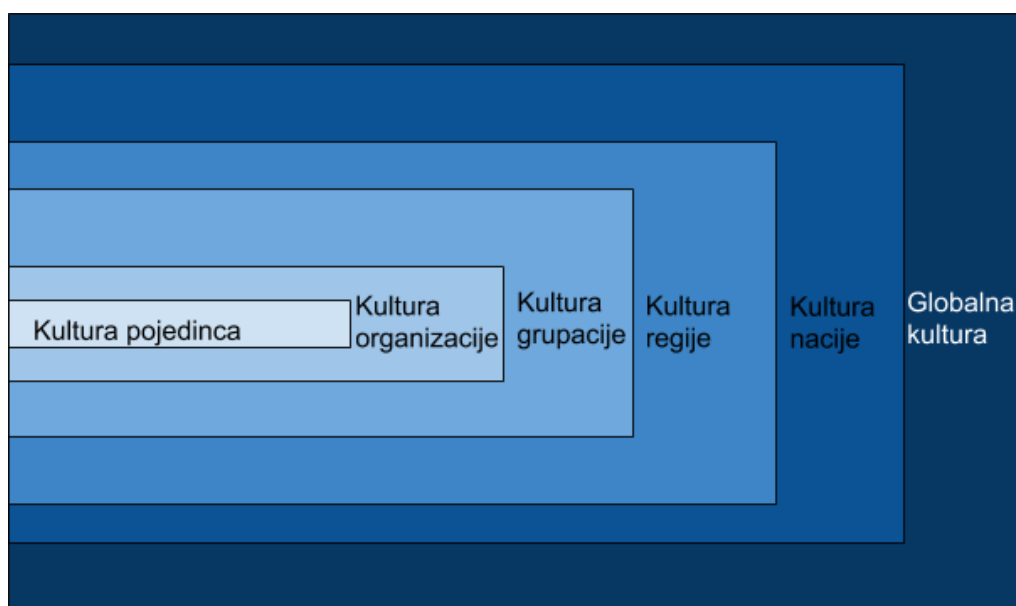 Kultura pojedinca
Kultura
organizacije
Kultura
grupacije
Kultura
regije
Kultura
nacije
Globalna
kultura